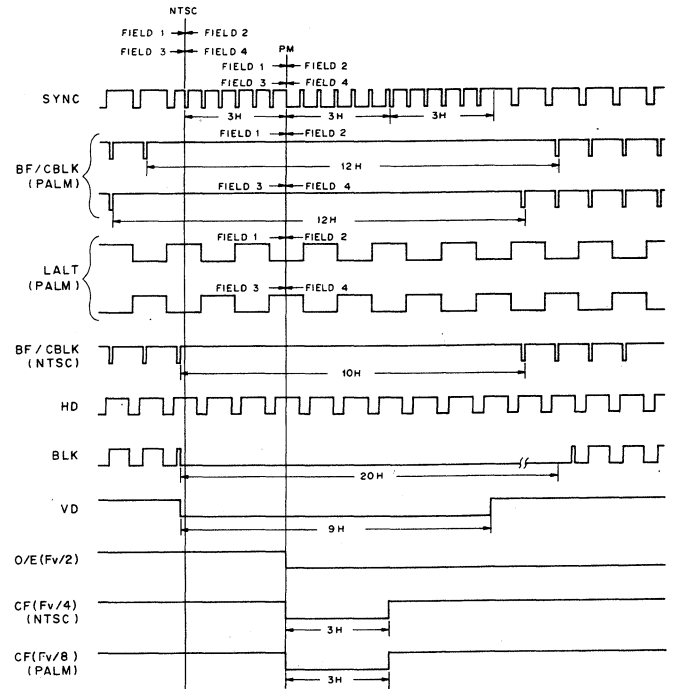 NTSC
FIELD 1 FIELD 2
FIELD 3 FIELD 4
PM
FIELD 1 FIELD 2
FIELD 3 FIELD 4
SYNC
3H 3H 3H
FIELD 1 FIELD 2
BF/CBLK
(PALM)
12H
FIELD 3 FIELD 4
12H
FIELD 1 FIELD 2
LALT
(PALM)
FIELD 3 FIELD 4
BF/CBLK
(NTSC)
10H
HD
BLK
20H
VD
9H
O/E(Fv/2)
CF(Fv/4)
(NTSC)
3H
CF(Fv/8)
(PALM)
3H